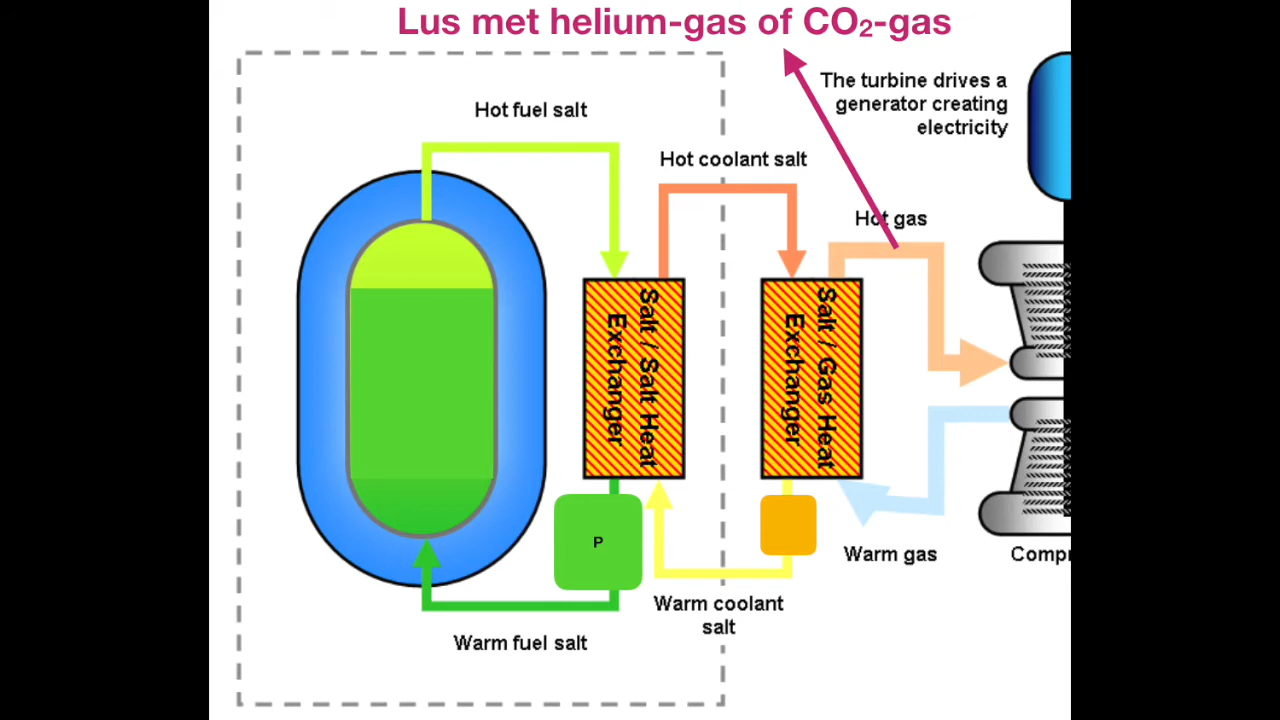 Lus met helium-gas of CO₂-gas
The turbine drives a
generator creating
electricity
Hot fuel salt
Hot coolant salt
Hot gas
Salt / Salt Heat
Exchanger
Salt / Gas Heat
Exchanger
P
Warm gas
Warm coolant
salt
Warm fuel salt